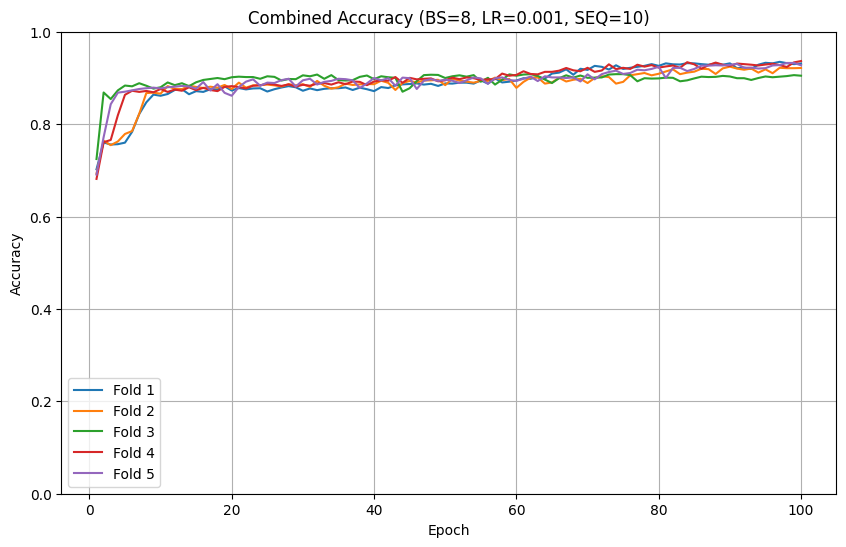 Combined Accuracy (BS=8, LR=0.001, SEQ=10)
1.0
0.8
0.6
0.4
0.2
0.0
Accuracy
Fold 1
Fold 2
Fold 3
Fold 4
Fold 5
0 20 40 60 80 100
Epoch